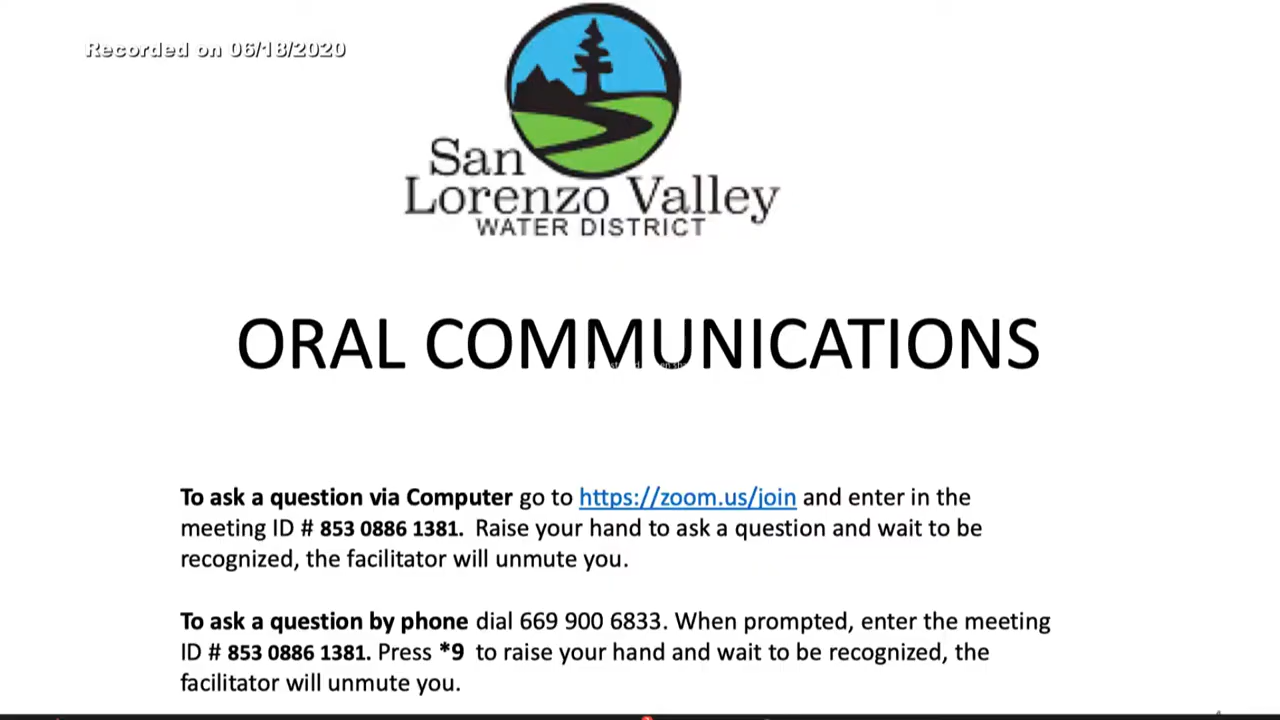 Recorded on 06/18/2020
San
Lorenzo Valley
WATER DISTRICT
ORAL COMMUNICATIONS
To ask a question via Computer go to https://zoom.us/join and enter in the
meeting ID # 853 0886 1381. Raise your hand to ask a question and wait to be
recognized, the facilitator will unmute you.
To ask a question by phone dial 669 900 6833. When prompted, enter the meeting
ID # 853 0886 1381. Press *9 to raise your hand and wait to be recognized, the
facilitator will unmute you.